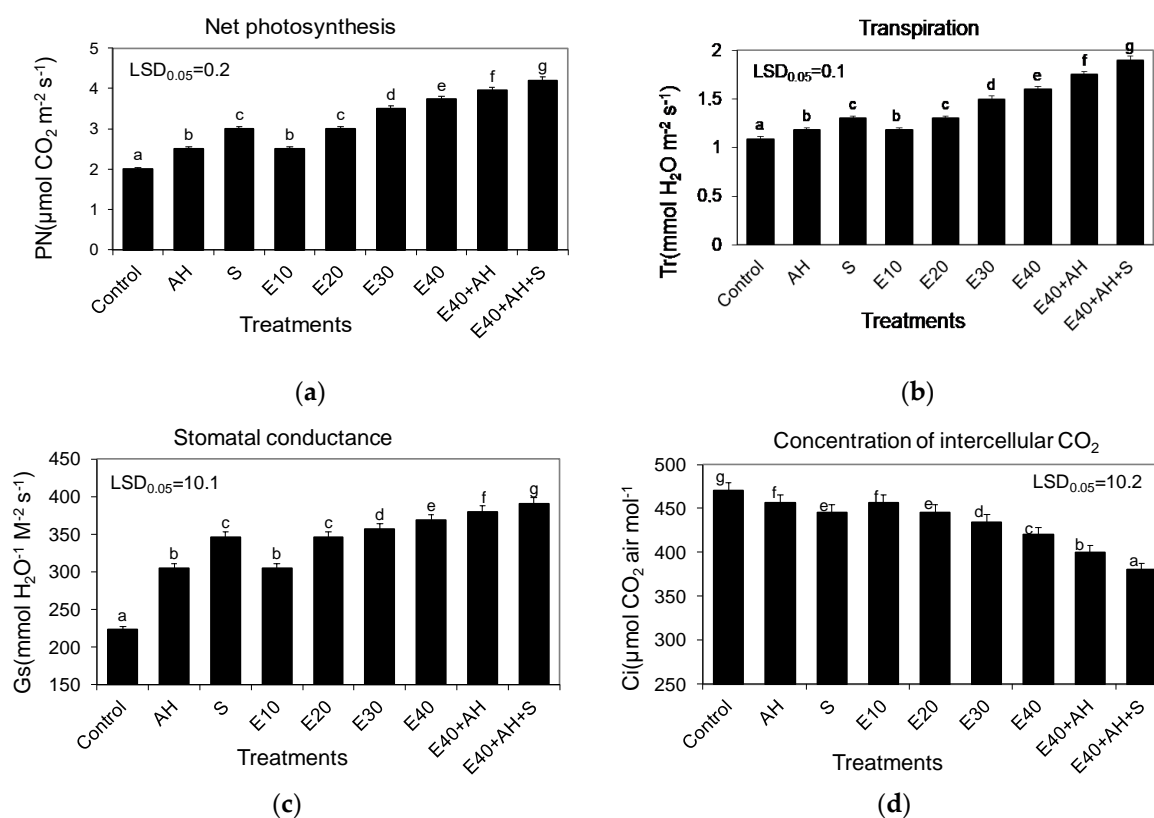 Net photosynthesis
LSD0.05=0.2
PN(µmol CO2 m-2 s-1)
5
4
3
2
1
0
a
b
c
b
c
d
e
f
g
Control
AH
S
E10
E20
E30
E40
E40+AH
E40+AH+S
Treatments
(a)
Transpiration
LSD0.05=0.1
Tr(mmol H2O m-2 s-1)
2
1.5
1
0.5
0
a
b
c
b
c
d
e
f
g
Control
AH
S
E10
E20
E30
E40
E40+AH
E40+AH+S
Treatments
(b)
Stomatal conductance
LSD0.05=10.1
Gs(mmol H2O-1 M-2 s-1)
450
400
350
300
250
200
150
a
b
c
b
c
d
e
f
g
Control
AH
S
E10
E20
E30
E40
E40+AH
E40+AH+S
Treatments
(c)
Concentration of intercellular CO2
LSD0.05=10.2
Ci(µmol CO2 air mol-1
500
450
400
350
300
250
g
f
e
f
e
d
c
b
a
Control
AH
S
E10
E20
E30
E40
E40+AH
E40+AH+S
Treatments
(d)